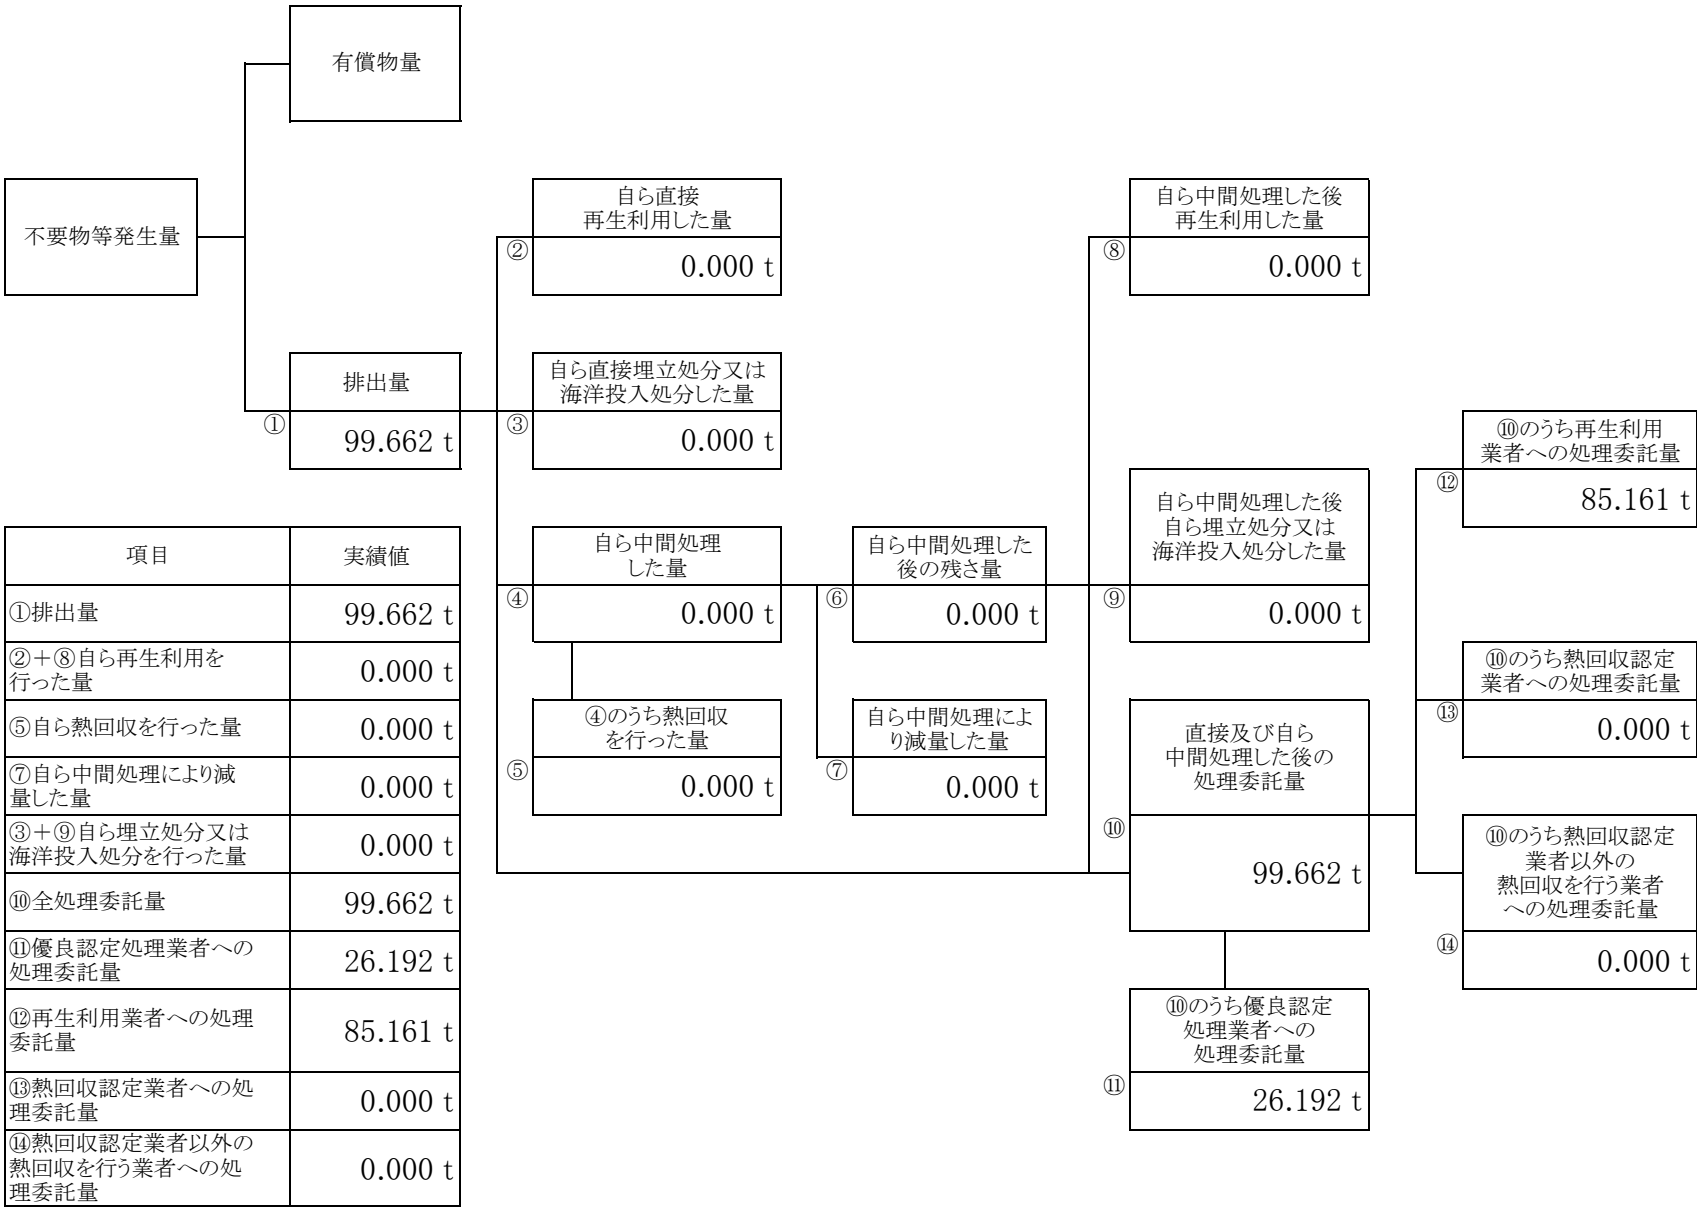 有償物量
不要物等発生量
自ら直接
再生利用した量
②
0.000 t
自ら中間処理した後
再生利用した量
⑧
0.000 t
排出量
①
99.662 t
自ら直接埋立処分又は
海洋投入処分した量
③
0.000 t
⑩のうち再生利用
業者への処理委託量
⑫
85.161 t
自ら中間処理
した量
④
0.000 t
自ら中間処理した
後の残さ量
⑥
0.000 t
自ら中間処理した後
自ら埋立処分又は
海洋投入処分した量
⑨
0.000 t
④のうち熱回収
を行った量
⑤
0.000 t
自ら中間処理によ
り減量した量
⑦
0.000 t
直接及び自ら
中間処理した後の
処理委託量
⑩
99.662 t
⑩のうち熱回収認定
業者への処理委託量
⑬
0.000 t
⑩のうち熱回収認定
業者以外の
熱回収を行う業者
への処理委託量
⑭
0.000 t
⑩のうち優良認定
処理業者への
処理委託量
⑪
26.192 t
項目 実績値
①排出量 99.662 t
②＋⑧自ら再生利用を
行った量 0.000 t
⑤自ら熱回収を行った量 0.000 t
⑦自ら中間処理により減
量した量 0.000 t
③＋⑨自ら埋立処分又は
海洋投入処分を行った量 0.000 t
⑩全処理委託量 99.662 t
⑪優良認定処理業者への
処理委託量 26.192 t
⑫再生利用業者への処理
委託量 85.161 t
⑬熱回収認定業者への処
理委託量 0.000 t
⑭熱回収認定業者以外の
熱回収を行う業者への処
理委託量 0.000 t